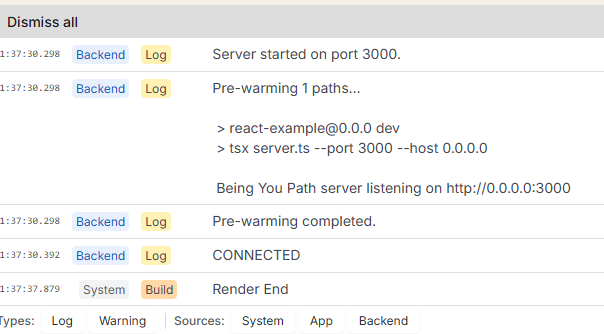 Dismiss all
1:37:30.298 Backend Log Server started on port 3000.
1:37:30.298 Backend Log Pre-warming 1 paths...
> react-example@0.0.0 dev
> tsx server.ts --port 3000 --host 0.0.0.0
Being You Path server listening on http://0.0.0.0:3000
1:37:30.298 Backend Log Pre-warming completed.
1:37:30.392 Backend Log CONNECTED
1:37:37.879 System Build Render End
Types: Log Warning Sources: System App Backend